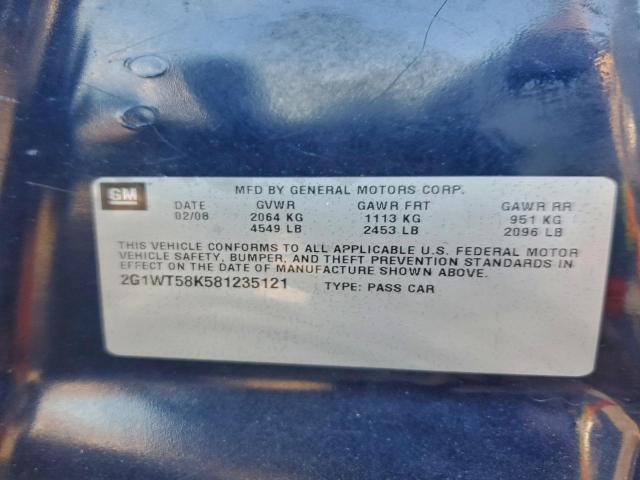 GM
MFD BY GENERAL MOTORS CORP.
DATE GVWR GAWR FRT GAWR RR
02/08 2064 KG 1113 KG 951 KG
4549 LB 2453 LB 2096 LB
THIS VEHICLE CONFORMS TO ALL APPLICABLE U.S. FEDERAL MOTOR
VEHICLE SAFETY, BUMPER, AND THEFT PREVENTION STANDARDS IN
EFFECT ON THE DATE OF MANUFACTURE SHOWN ABOVE.
2G1WT58K581235121 TYPE: PASS CAR